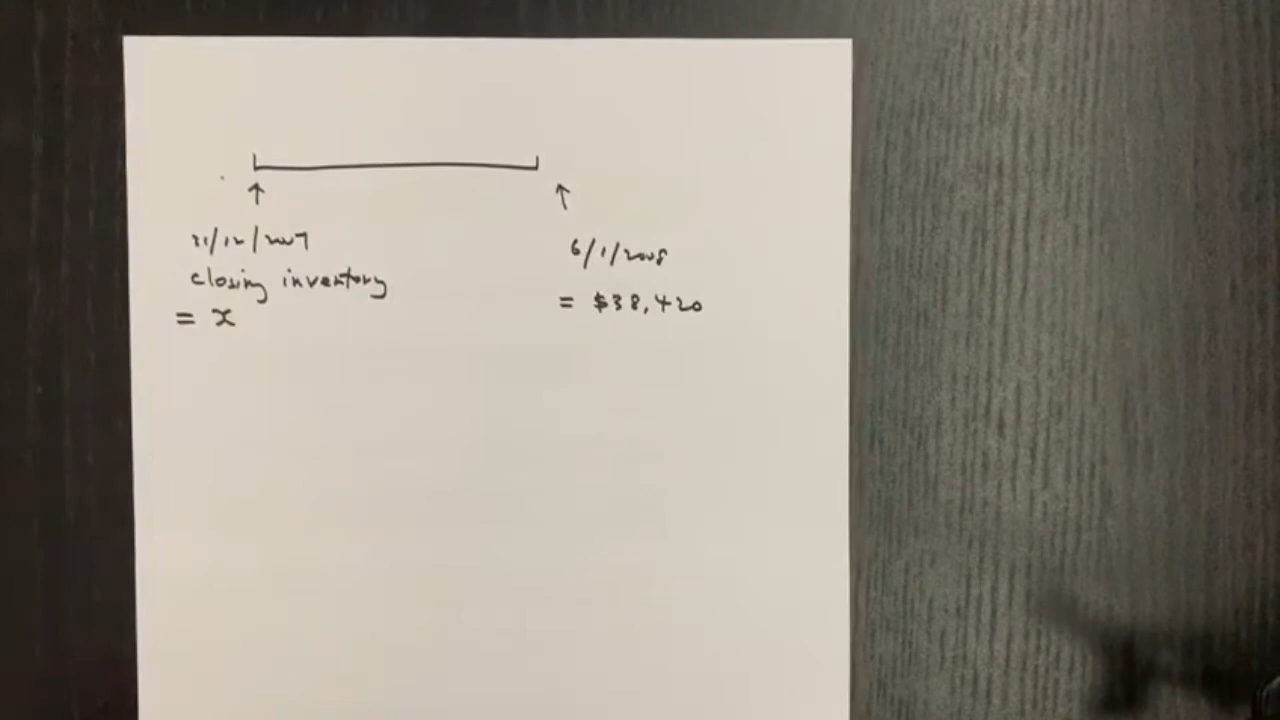 31/12/2007
closing inventory
= x
6/1/2008
= $38,420